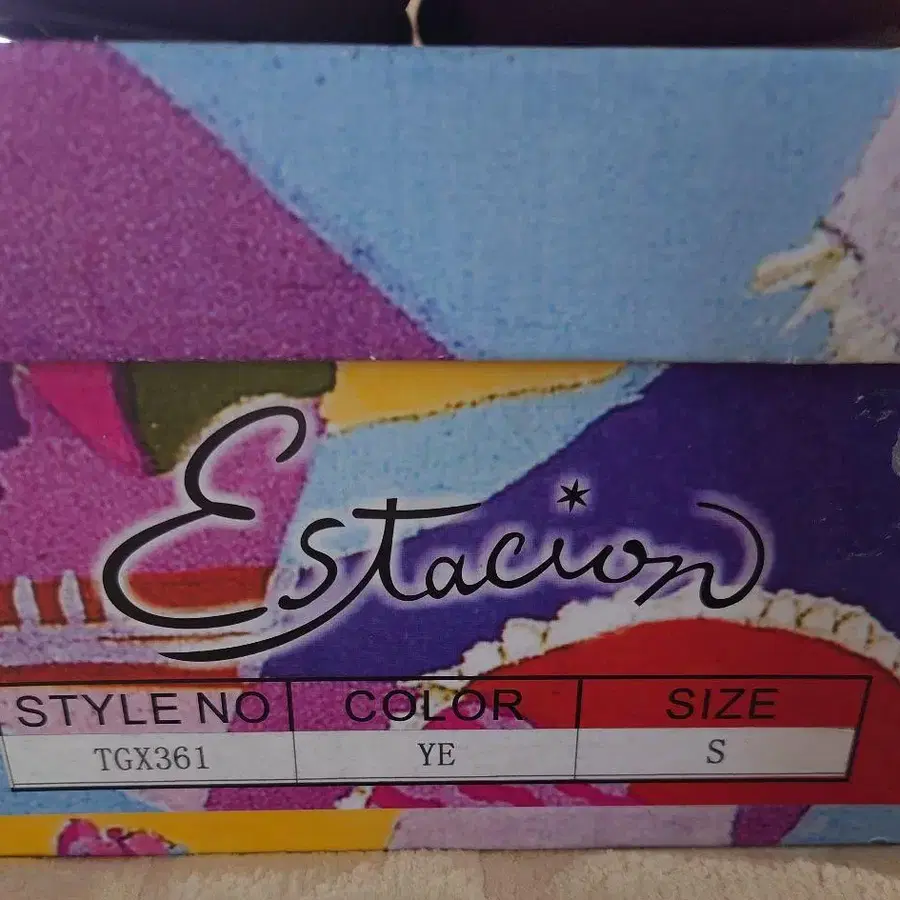 Estacion
STYLE NO COLOR SIZE
TGX361 YE S